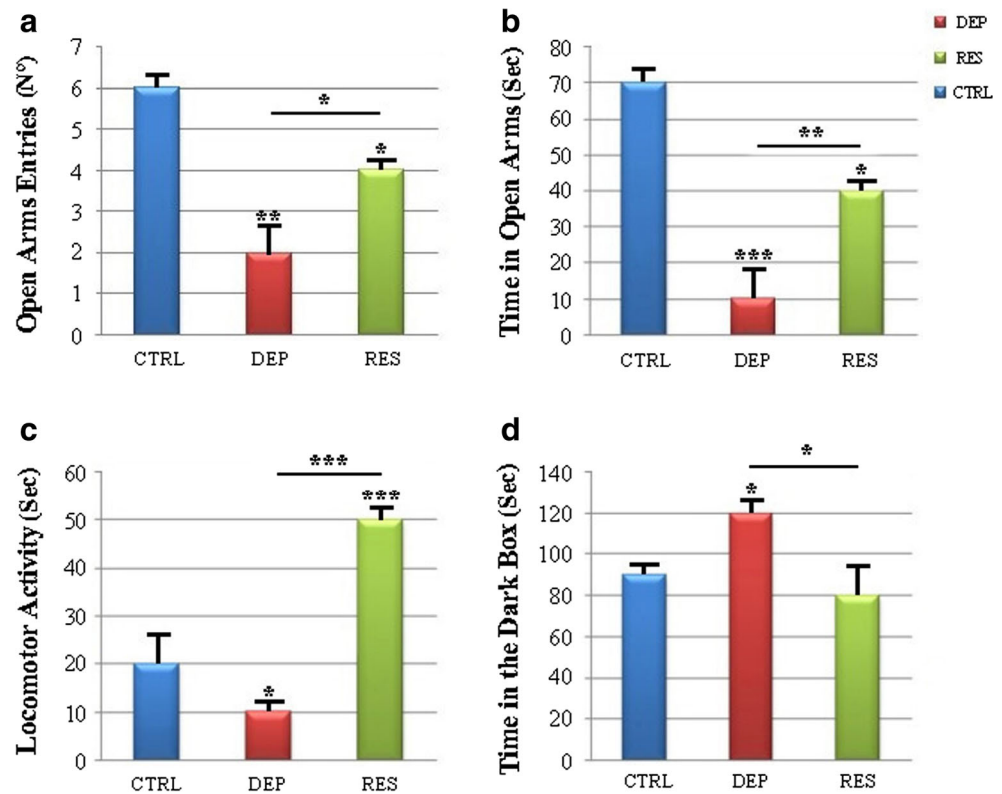 a
Open Arms Entries (N°)
7
6
5
4
3
2
1
0
*
**
*
CTRL DEP RES
b
Time in Open Arms (Sec)
80
70
60
50
40
30
20
10
0
**
***
*
CTRL DEP RES
DEP
RES
CTRL
c
Locomotor Activity (Sec)
60
50
40
30
20
10
0
***
***
*
CTRL DEP RES
d
Time in the Dark Box (Sec)
140
120
100
80
60
40
20
0
*
*
CTRL DEP RES